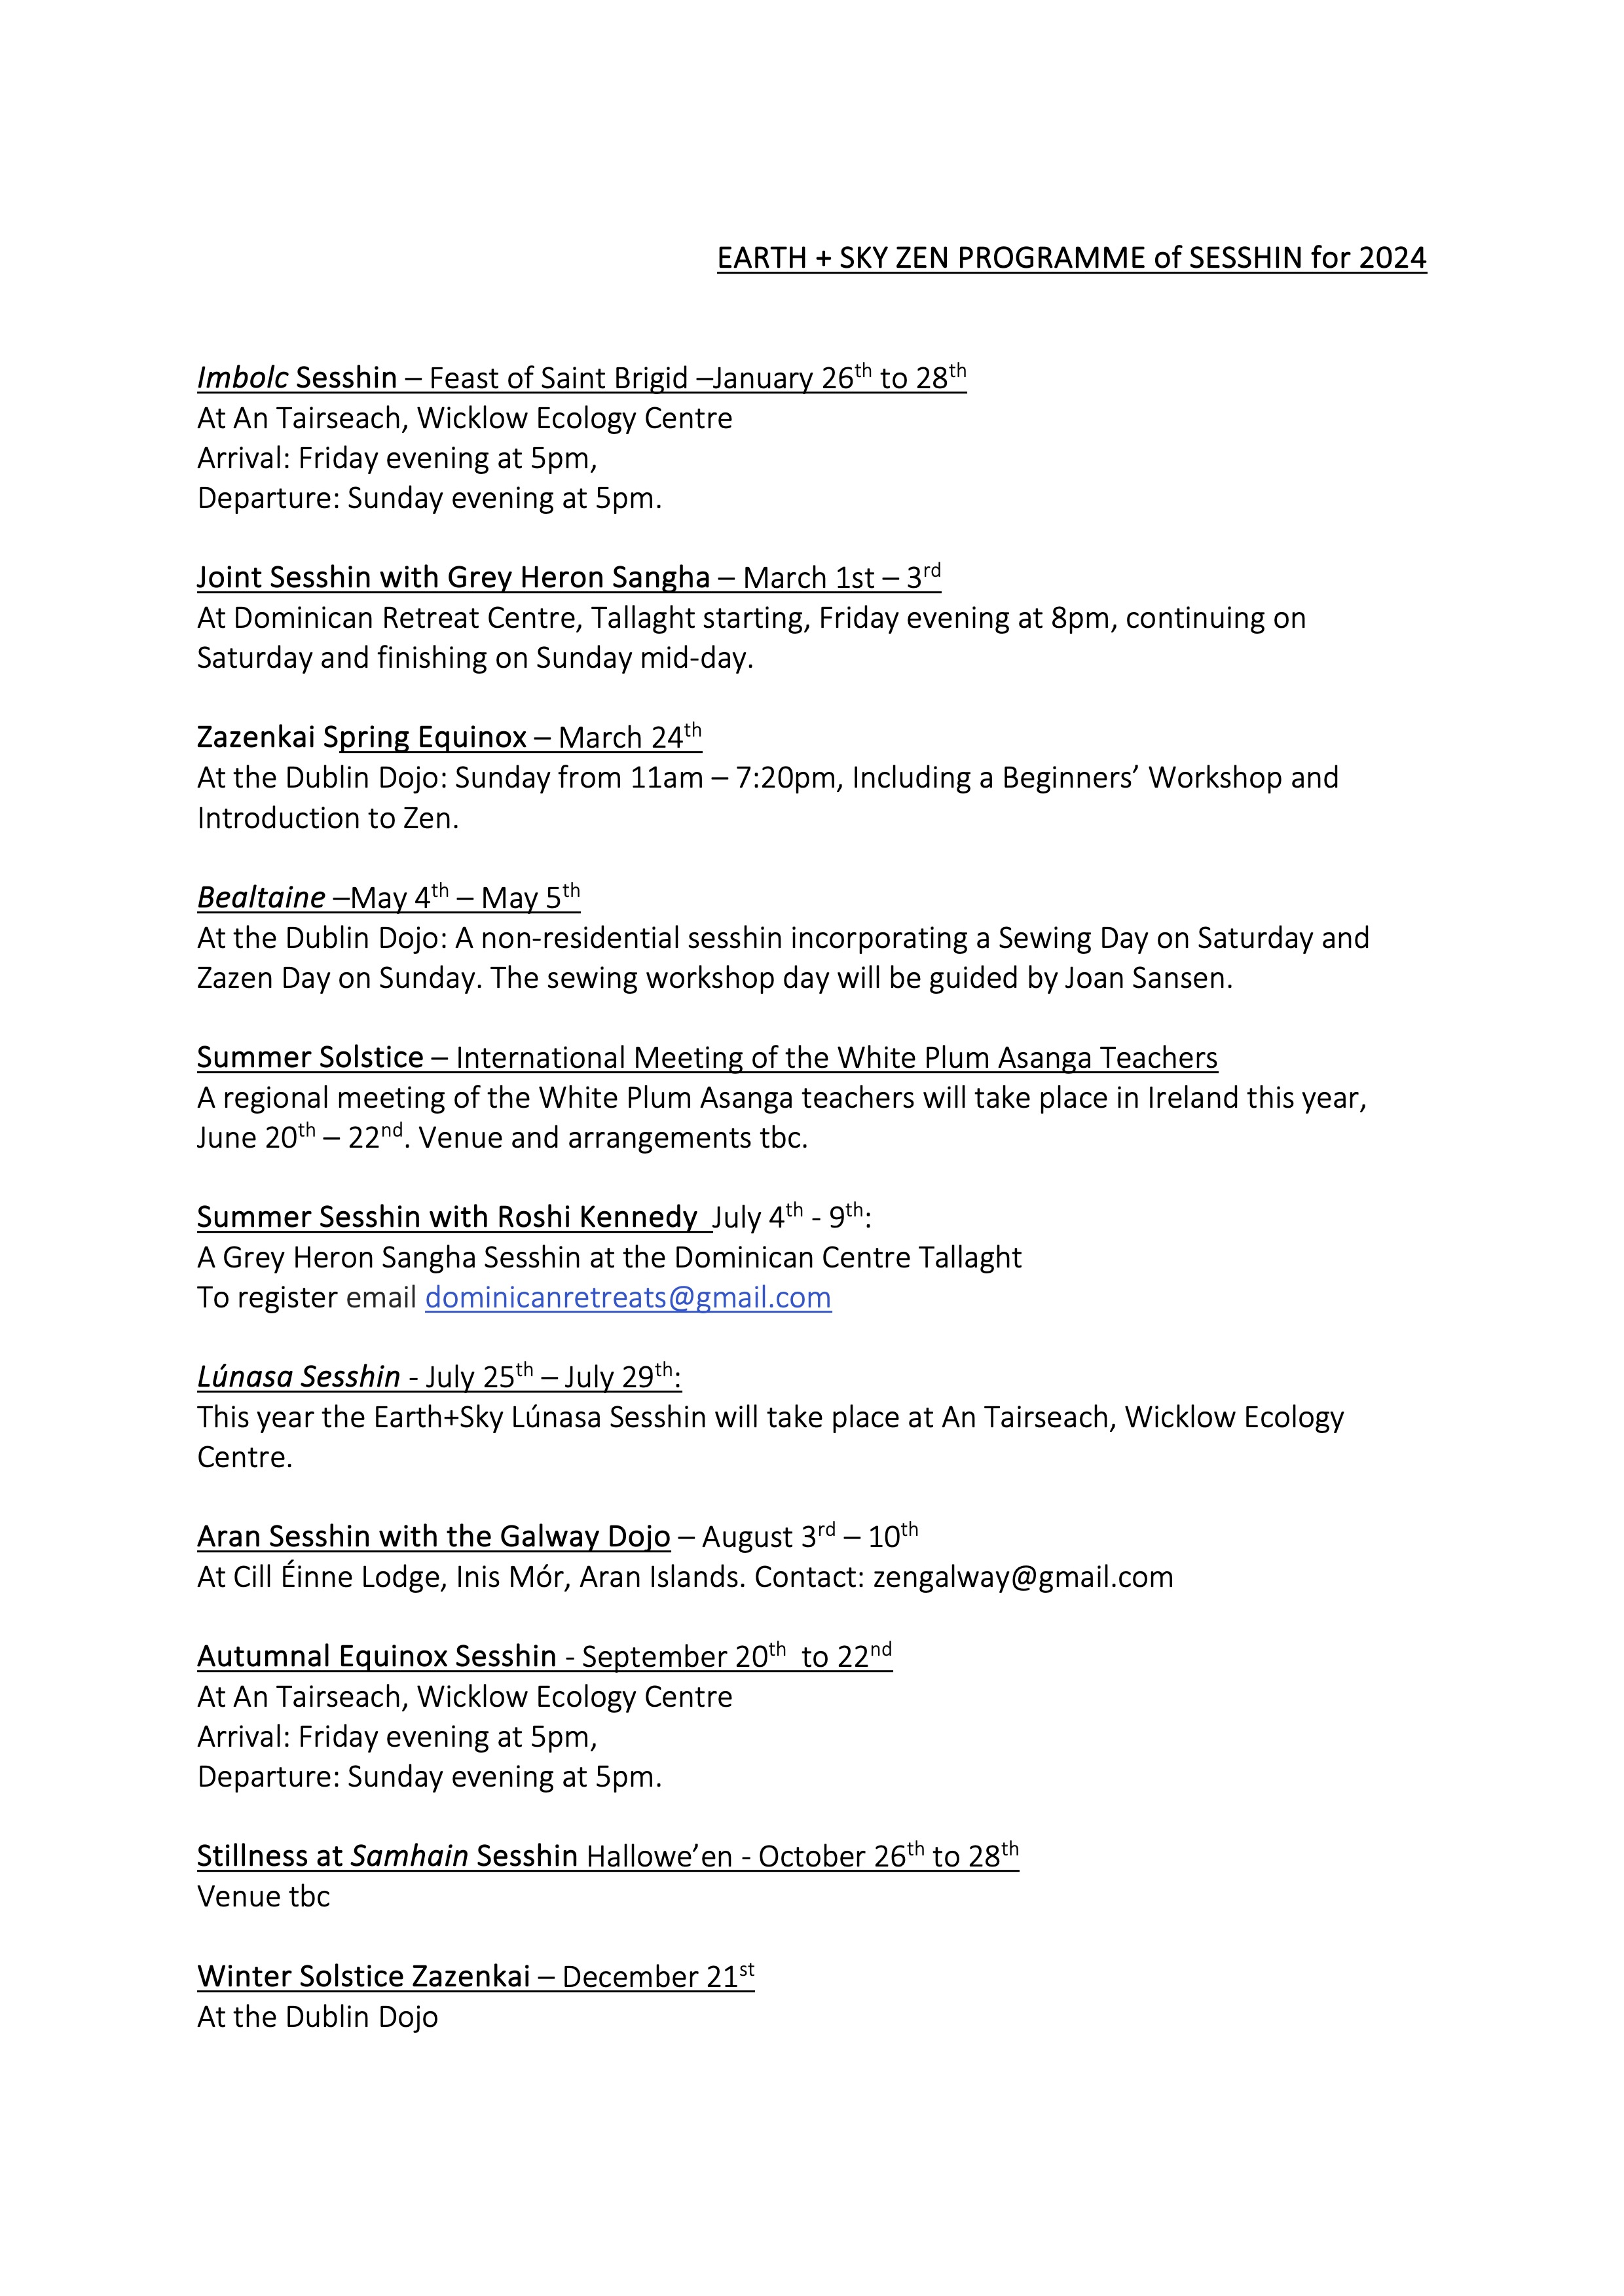 EARTH + SKY ZEN PROGRAMME of SESSHIN for 2024
Imbolc Sesshin – Feast of Saint Brigid –January 26th to 28th
At An Tairseach, Wicklow Ecology Centre
Arrival: Friday evening at 5pm,
Departure: Sunday evening at 5pm.
Joint Sesshin with Grey Heron Sangha – March 1st – 3rd
At Dominican Retreat Centre, Tallaght starting, Friday evening at 8pm, continuing on
Saturday and finishing on Sunday mid-day.
Zazenkai Spring Equinox – March 24th
At the Dublin Dojo: Sunday from 11am – 7:20pm, Including a Beginners’ Workshop and
Introduction to Zen.
Bealtaine –May 4th – May 5th
At the Dublin Dojo: A non-residential sesshin incorporating a Sewing Day on Saturday and
Zazen Day on Sunday. The sewing workshop day will be guided by Joan Sansen.
Summer Solstice – International Meeting of the White Plum Asanga Teachers
A regional meeting of the White Plum Asanga teachers will take place in Ireland this year,
June 20th – 22nd. Venue and arrangements tbc.
Summer Sesshin with Roshi Kennedy July 4th - 9th:
A Grey Heron Sangha Sesshin at the Dominican Centre Tallaght
To register email dominicanretreats@gmail.com
Lúnasa Sesshin - July 25th – July 29th:
This year the Earth+Sky Lúnasa Sesshin will take place at An Tairseach, Wicklow Ecology
Centre.
Aran Sesshin with the Galway Dojo – August 3rd – 10th
At Cill Éinne Lodge, Inis Mór, Aran Islands. Contact: zengalway@gmail.com
Autumnal Equinox Sesshin - September 20th to 22nd
At An Tairseach, Wicklow Ecology Centre
Arrival: Friday evening at 5pm,
Departure: Sunday evening at 5pm.
Stillness at Samhain Sesshin Hallowe’en - October 26th to 28th
Venue tbc
Winter Solstice Zazenkai – December 21st
At the Dublin Dojo